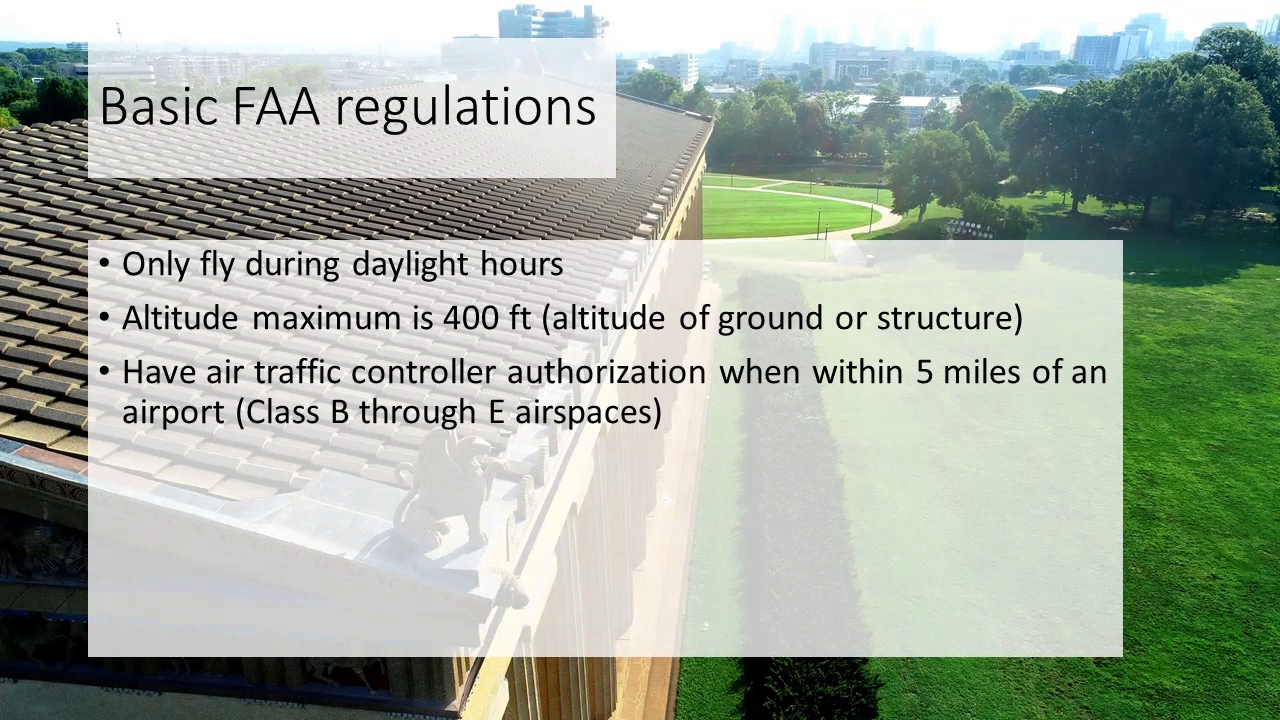 Basic FAA regulations
• Only fly during daylight hours
• Altitude maximum is 400 ft (altitude of ground or structure)
• Have air traffic controller authorization when within 5 miles of an
airport (Class B through E airspaces)